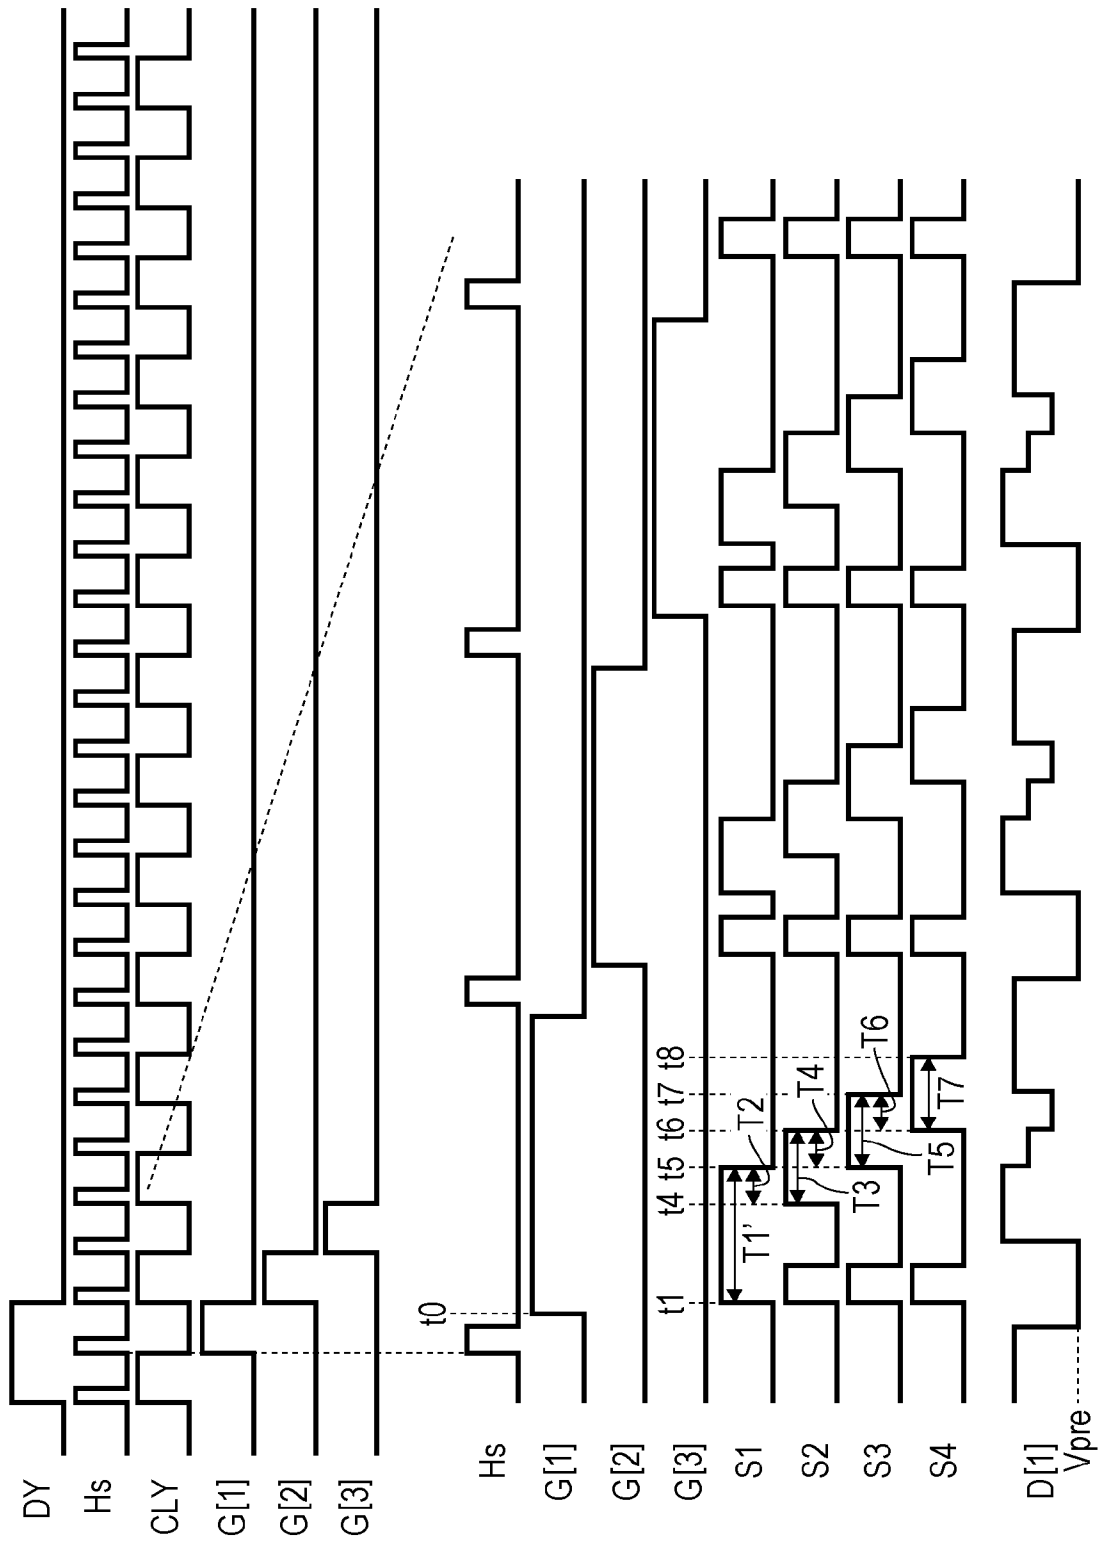 DY
Hs
CLY
G[1]
G[2]
G[3]
t0
Hs
G[1]
G[2]
G[3]
t1
t4
t5
t6
t7
t8
S1
T1’
T2
S2
T3
T4
S3
T5
T6
S4
T7
D[1]
Vpre